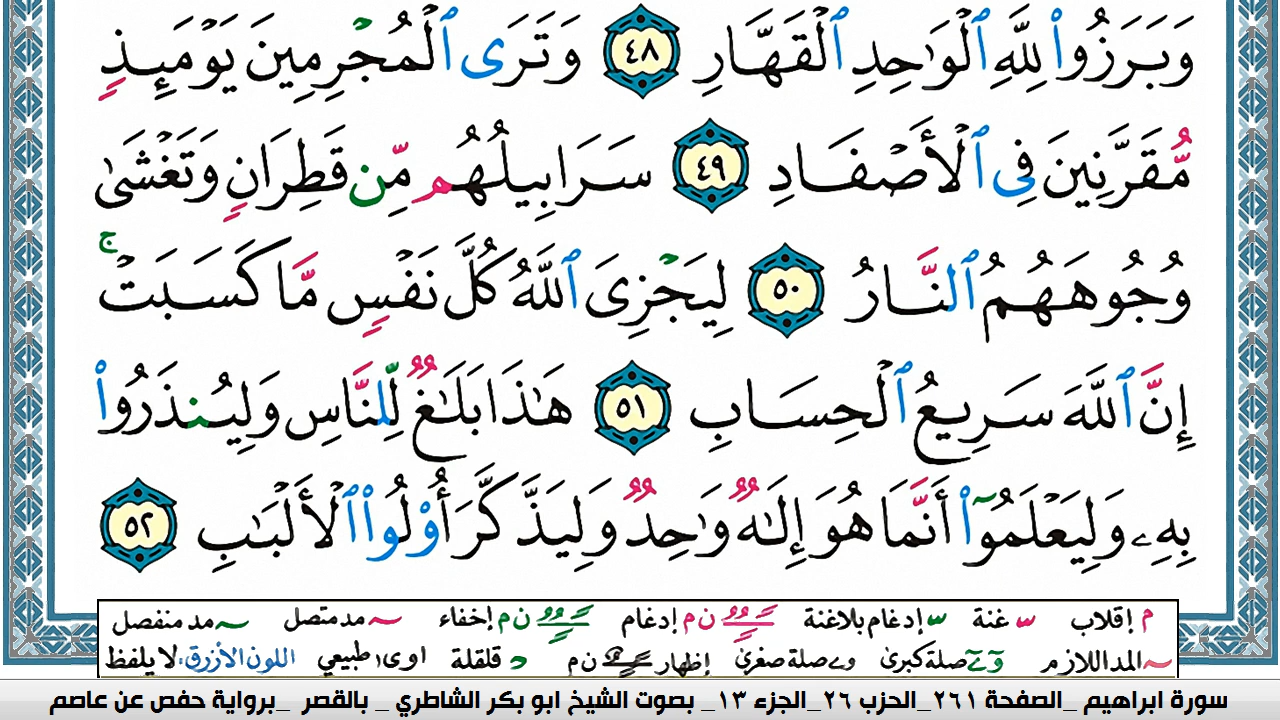 وَبَرَزُوا۟ لِلَّهِ ٱلْوَٰحِدِ ٱلْقَهَّارِ ٤٨ وَتَرَى ٱلْمُجْرِمِينَ يَوْمَئِذٍ
مُّقَرَّنِينَ فِى ٱلْأَصْفَادِ ٤٩ سَرَابِيلُهُم مِّن قَطِرَانٍ وَتَغْشَىٰ
وُجُوهَهُمُ ٱلنَّارُ ٥٠ لِيَجْزِىَ ٱللَّهُ كُلَّ نَفْسٍ مَّا كَسَبَتْ ۚ
إِنَّ ٱللَّهَ سَرِيعُ ٱلْحِسَابِ ٥١ هَـٰذَا بَلَـٰغٌ لِّلنَّاسِ وَلِيُنذَرُوا۟
بِهِۦ وَلِيَعْلَمُوٓا۟ أَنَّمَا هُوَ إِلَـٰهٌ وَٰحِدٌ وَلِيَذَّكَّرَ أُو۟لُوا۟ ٱلْأَلْبَـٰبِ ٥٢
م إقلاب ~ غنة س إدغام بلاغنة ن م إدغام ن م إخفاء ~ مد متصل ~ مد منفصل
~ المد اللازم و ے صلة كبرى و ے صلة صغرى إظهار ن م د قلقلة اوى طبيعي اللون الأزرق: لا يلفظ
سورة ابراهيم _الصفحة ٢٦١_الحزب ٢٦_الجزء ١٣_ بصوت الشيخ ابو بكر الشاطري _ بالقصر _برواية حفص عن عاصم